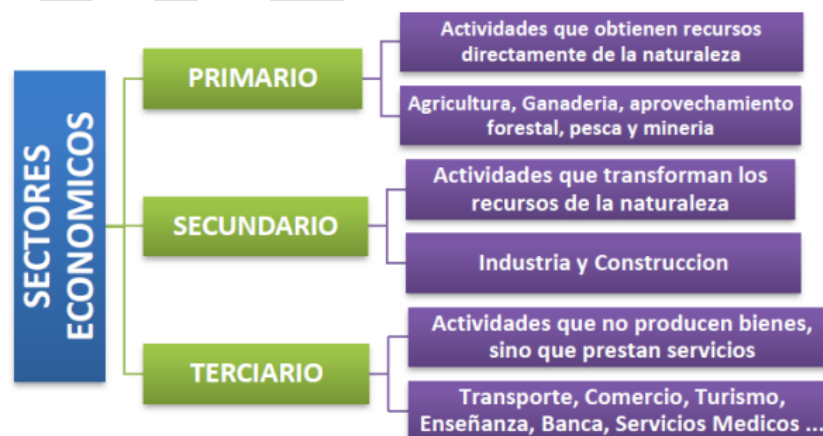 SECTORES
ECONOMICOS
PRIMARIO
Actividades que obtienen recursos
directamente de la naturaleza
Agricultura, Ganaderia, aprovechamiento
forestal, pesca y mineria
SECUNDARIO
Actividades que transforman los
recursos de la naturaleza
Industria y Construccion
TERCIARIO
Actividades que no producen bienes,
sino que prestan servicios
Transporte, Comercio, Turismo,
Enseñanza, Banca, Servicios Medicos ...